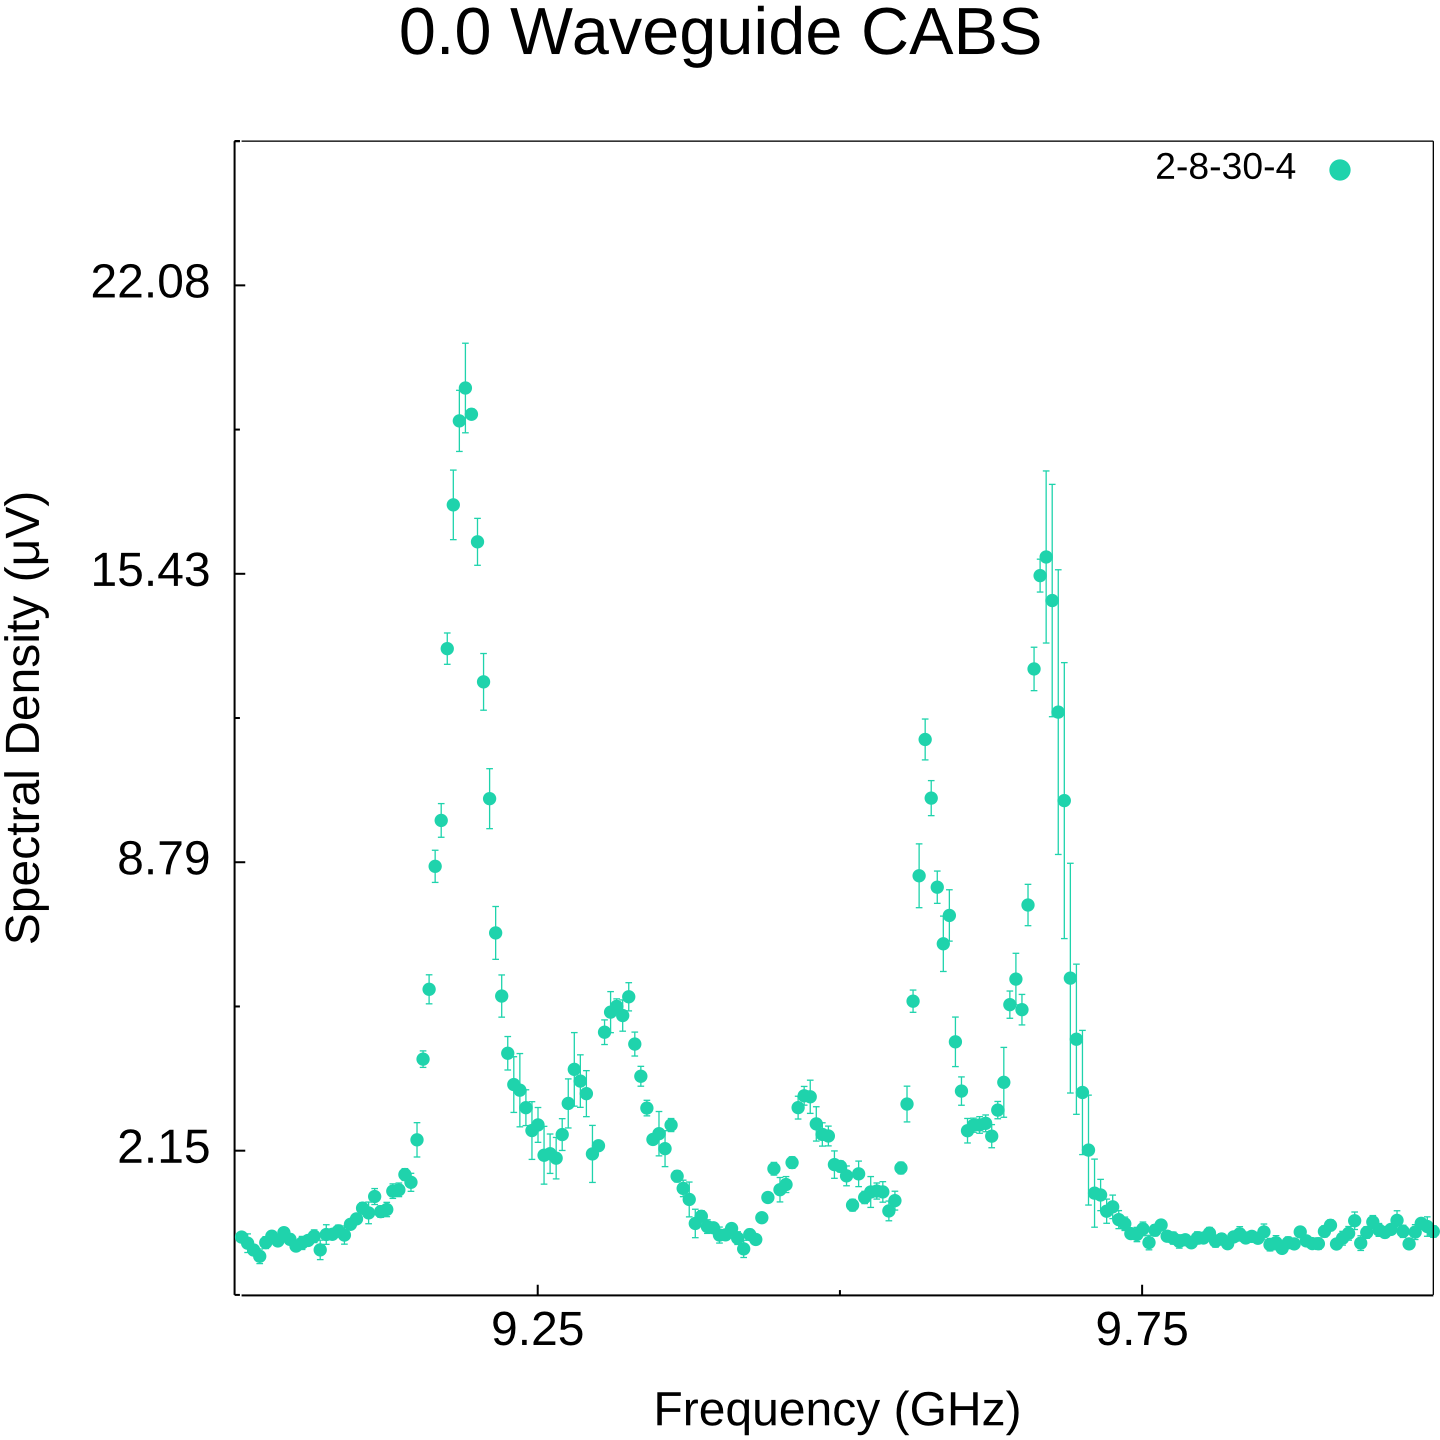 0.0 Waveguide CABS
2-8-30-4
22.08
15.43
8.79
2.15
Spectral Density (μV)
9.25
9.75
Frequency (GHz)